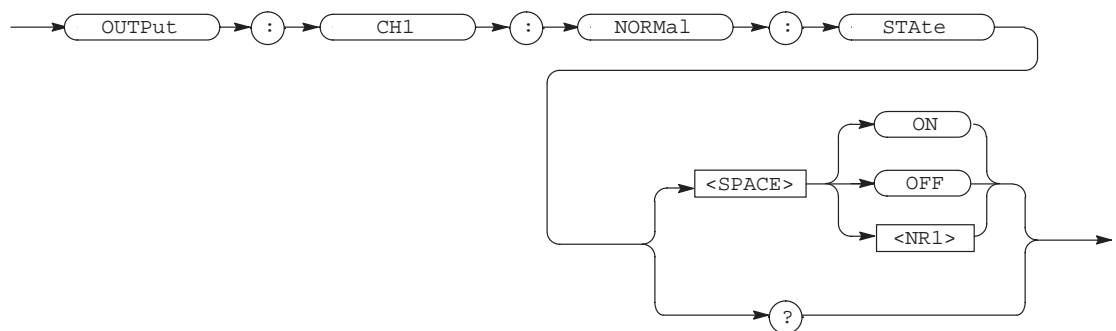 OUTPut : CH1 : NORMal : STAte
ON
<SPACE> OFF
<NR1>
?